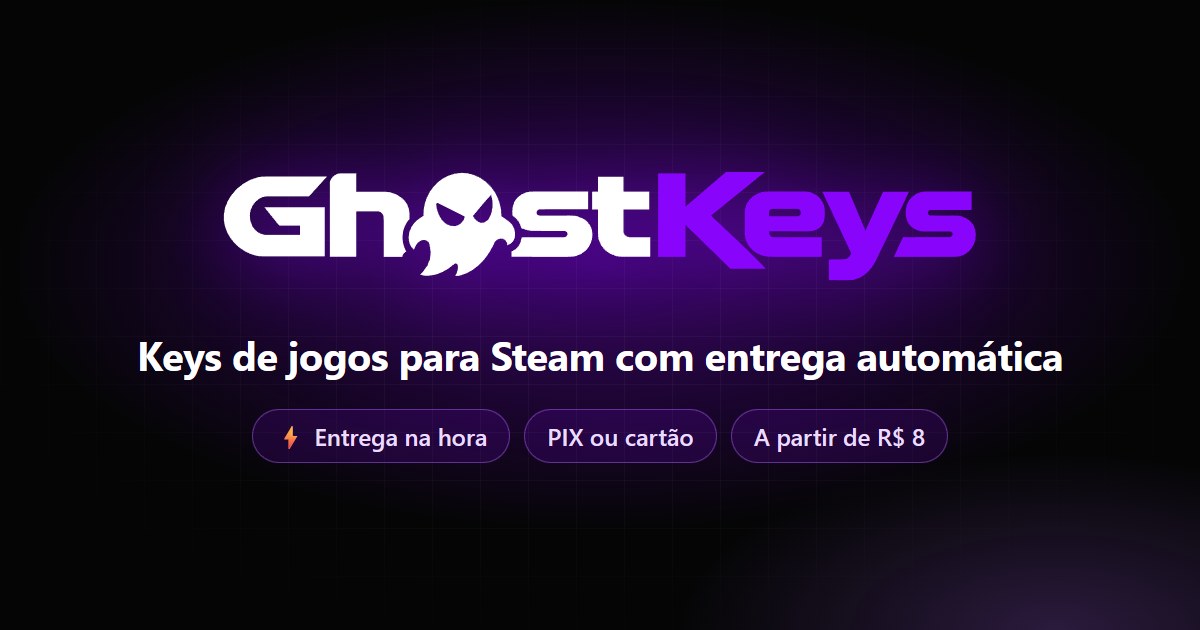 GhostKeys
Keys de jogos para Steam com entrega automática
Entrega na hora
PIX ou cartão
A partir de R$ 8